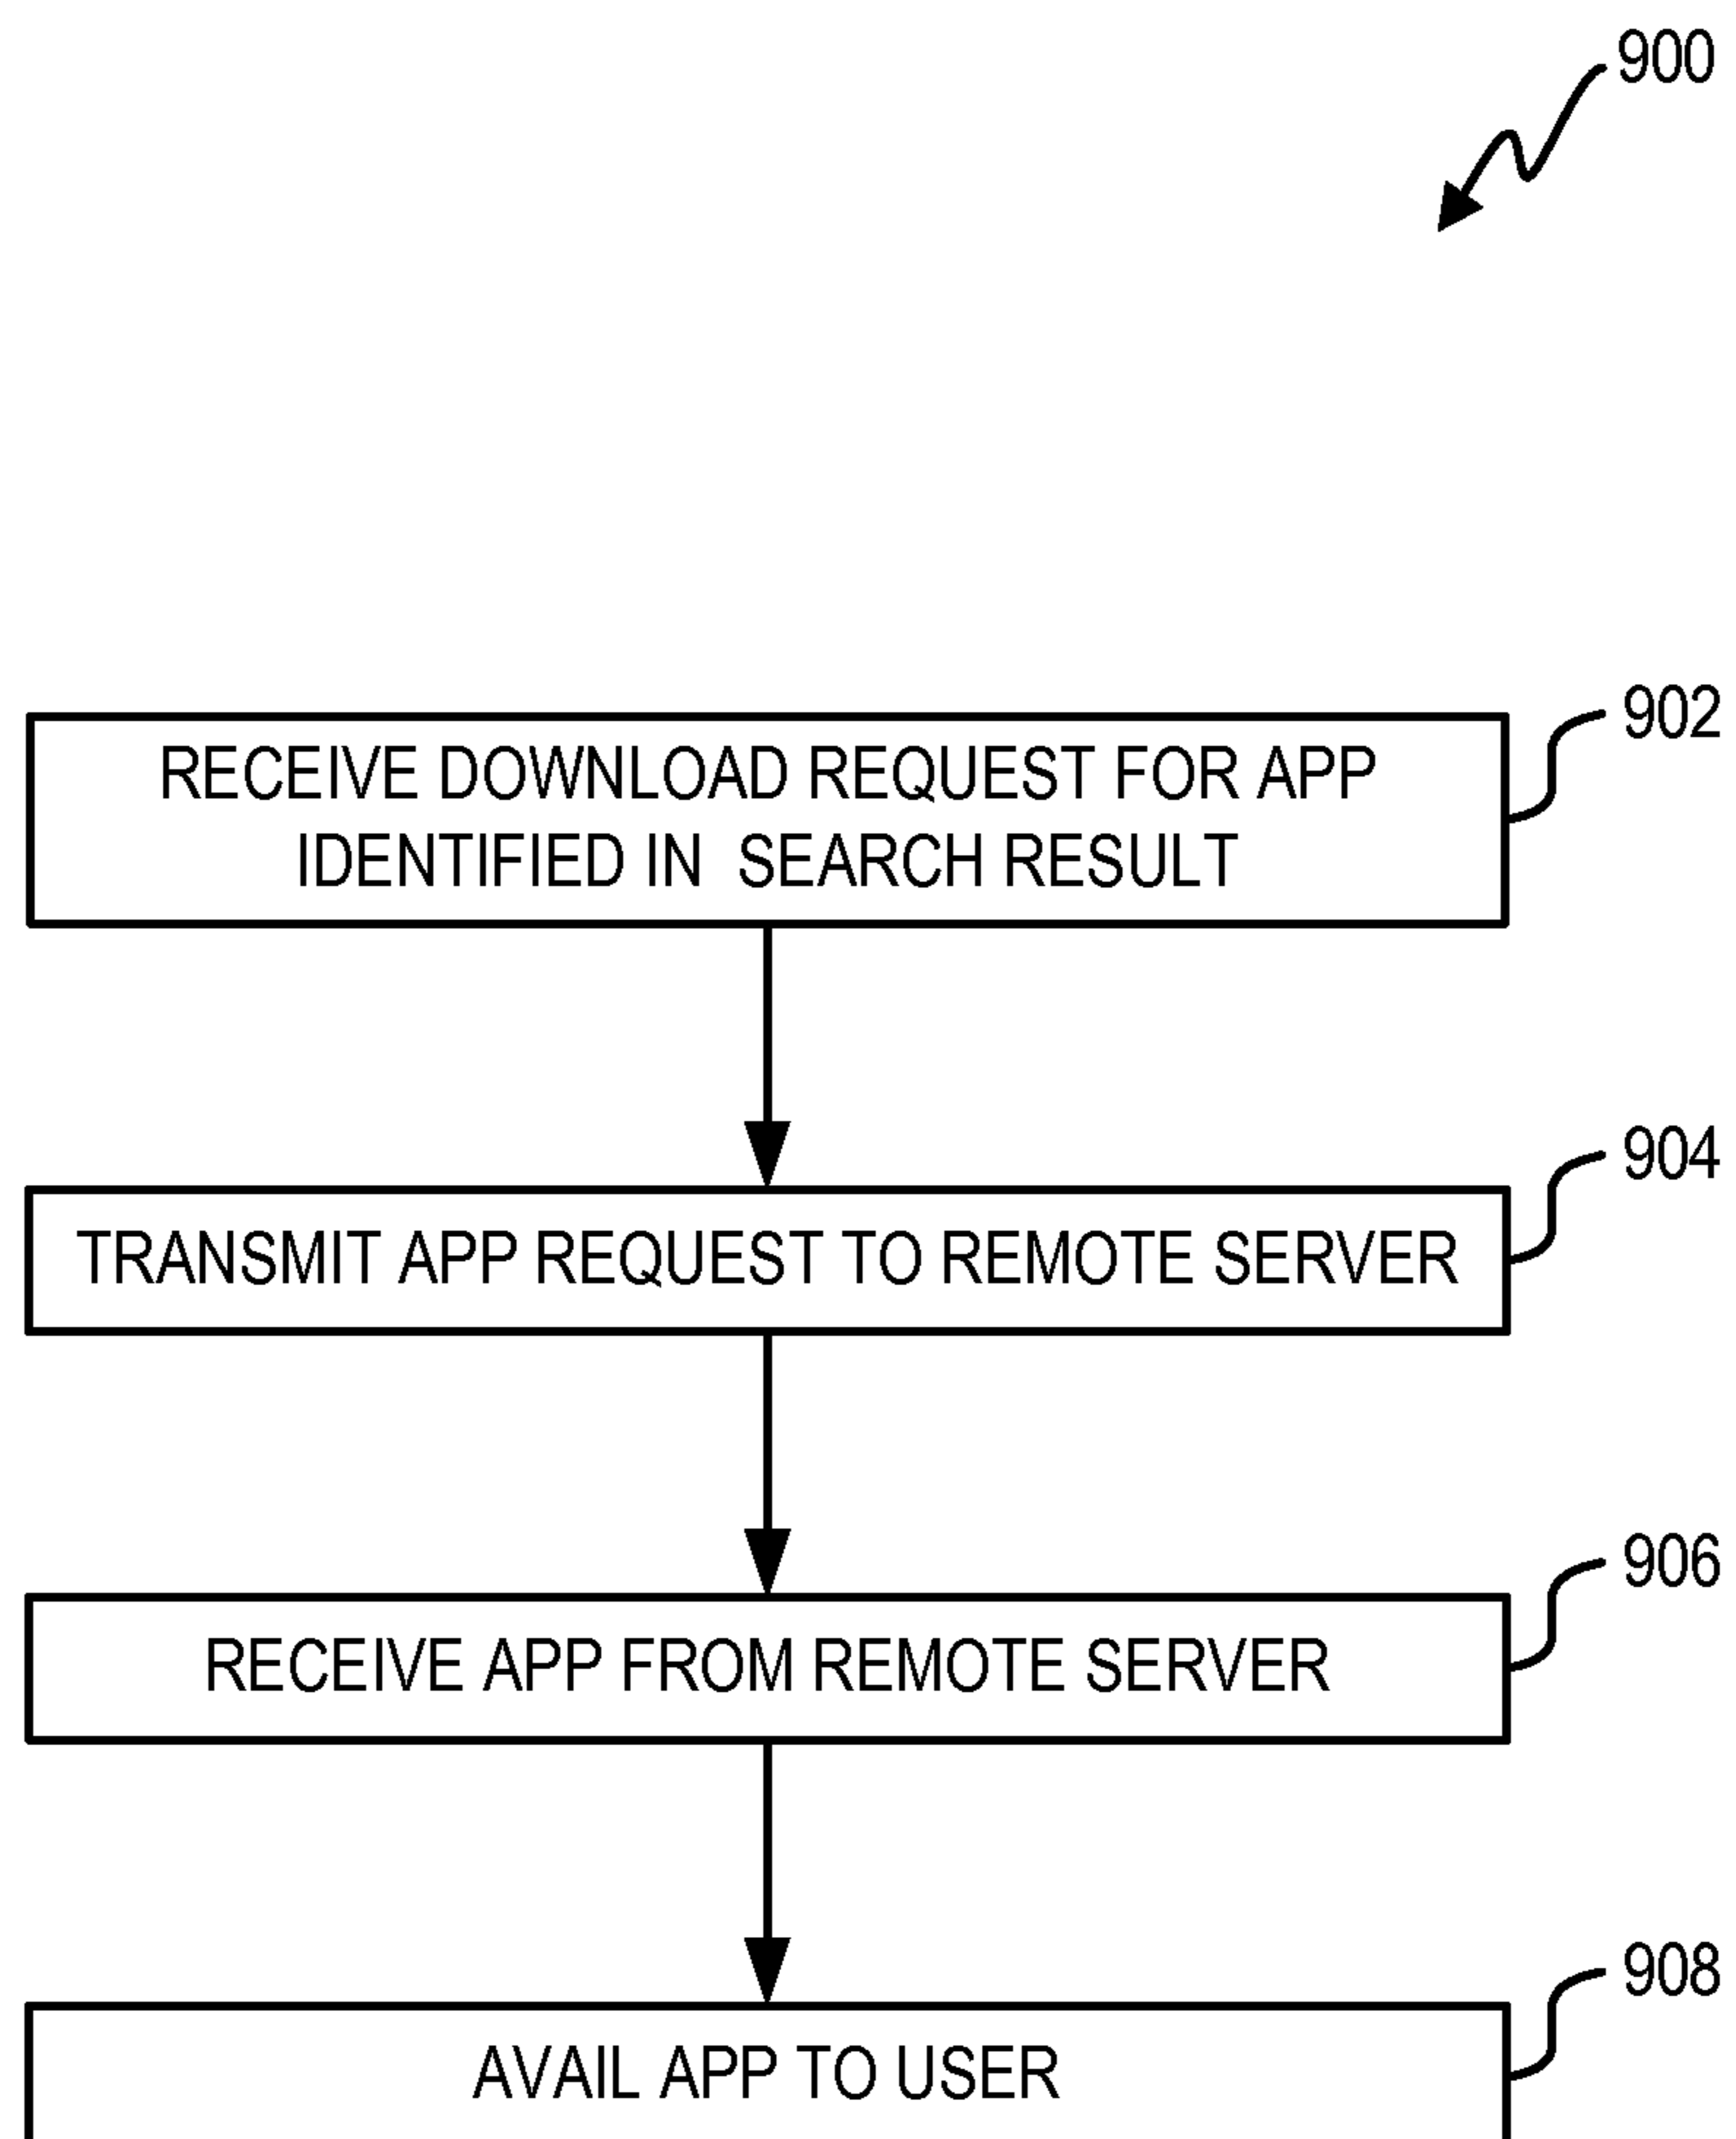 900
902
RECEIVE DOWNLOAD REQUEST FOR APP
IDENTIFIED IN SEARCH RESULT
904
TRANSMIT APP REQUEST TO REMOTE SERVER
906
RECEIVE APP FROM REMOTE SERVER
908
AVAIL APP TO USER